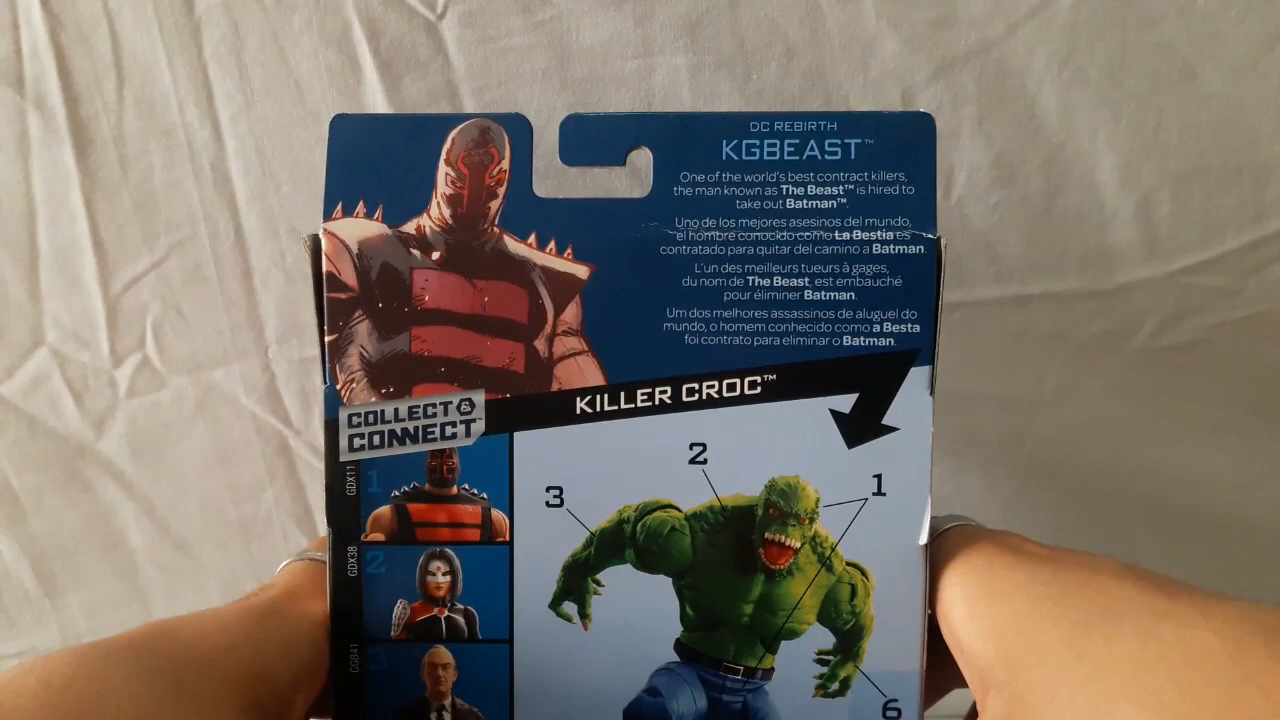 DC REBIRTH
KGBEAST™
One of the world's best contract killers,
the man known as The Beast™ is hired to
take out Batman™.
Uno de los mejores asesinos del mundo,
el hombre conocido como La Bestia es
contratado para quitar del camino a Batman.
L'un des meilleurs tueurs à gages,
du nom de The Beast, est embauché
pour éliminer Batman.
Um dos melhores assassinos de aluguel do
mundo, o homem conhecido como a Besta
foi contrato para eliminar o Batman.
KILLER CROC™
COLLECT &
CONNECT™
GDX11
1
GDX38
2
GGB41
3
2
3
1
6